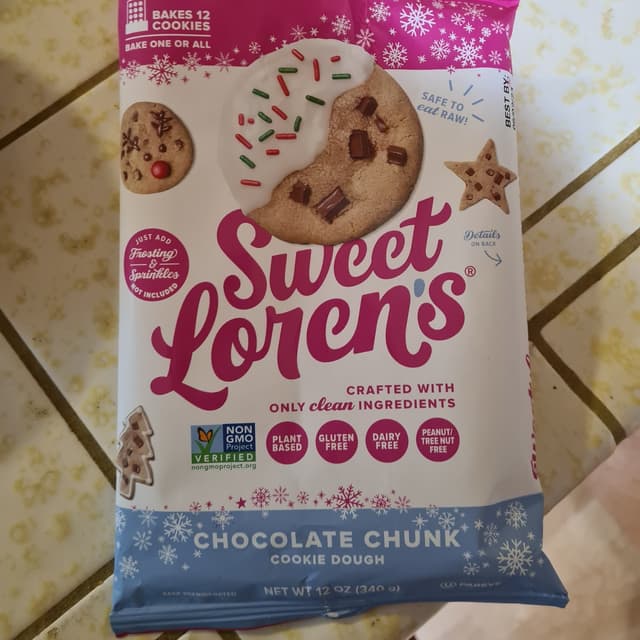 BAKES 12
COOKIES
BAKE ONE OR ALL
SAFE TO
eat RAW!
BEST BY:
JUST ADD
Frosting
&
Sprinkles
NOT INCLUDED
Details
ON BACK
Sweet
Loren's®
CRAFTED WITH
ONLY clean INGREDIENTS
NON
GMO
Project
VERIFIED
nongmoproject.org
PLANT
BASED
GLUTEN
FREE
DAIRY
FREE
PEANUT/
TREE NUT
FREE
CHOCOLATE CHUNK
COOKIE DOUGH
NET WT 12 OZ (340 g)